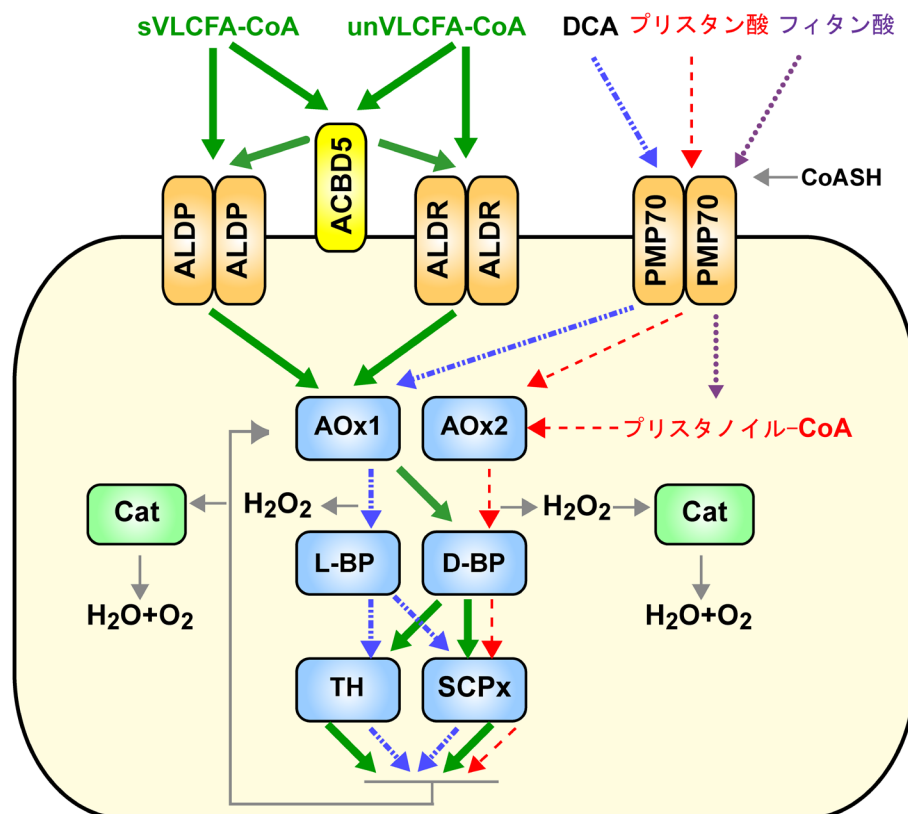 sVLCFA-CoA
unVLCFA-CoA
DCA
プリスタン酸
フィタン酸
ACBD5
CoASH
ALDP
ALDP
ALDR
ALDR
PMP70
PMP70
AOx1
AOx2
プリスタノイル-CoA
Cat
H2O2
H2O2
Cat
L-BP
D-BP
H2O+O2
H2O+O2
TH
SCPx